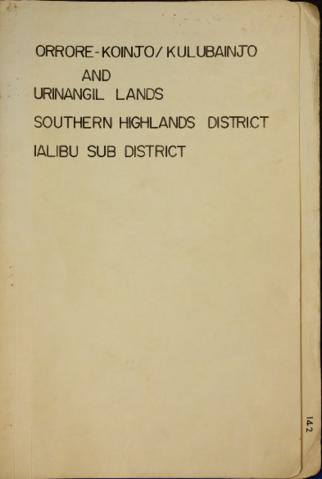 ORRORE-KOINJO/KULUBAINJO
AND
URINANGIL LANDS
SOUTHERN HIGHLANDS DISTRICT
IALIBU SUB DISTRICT
142